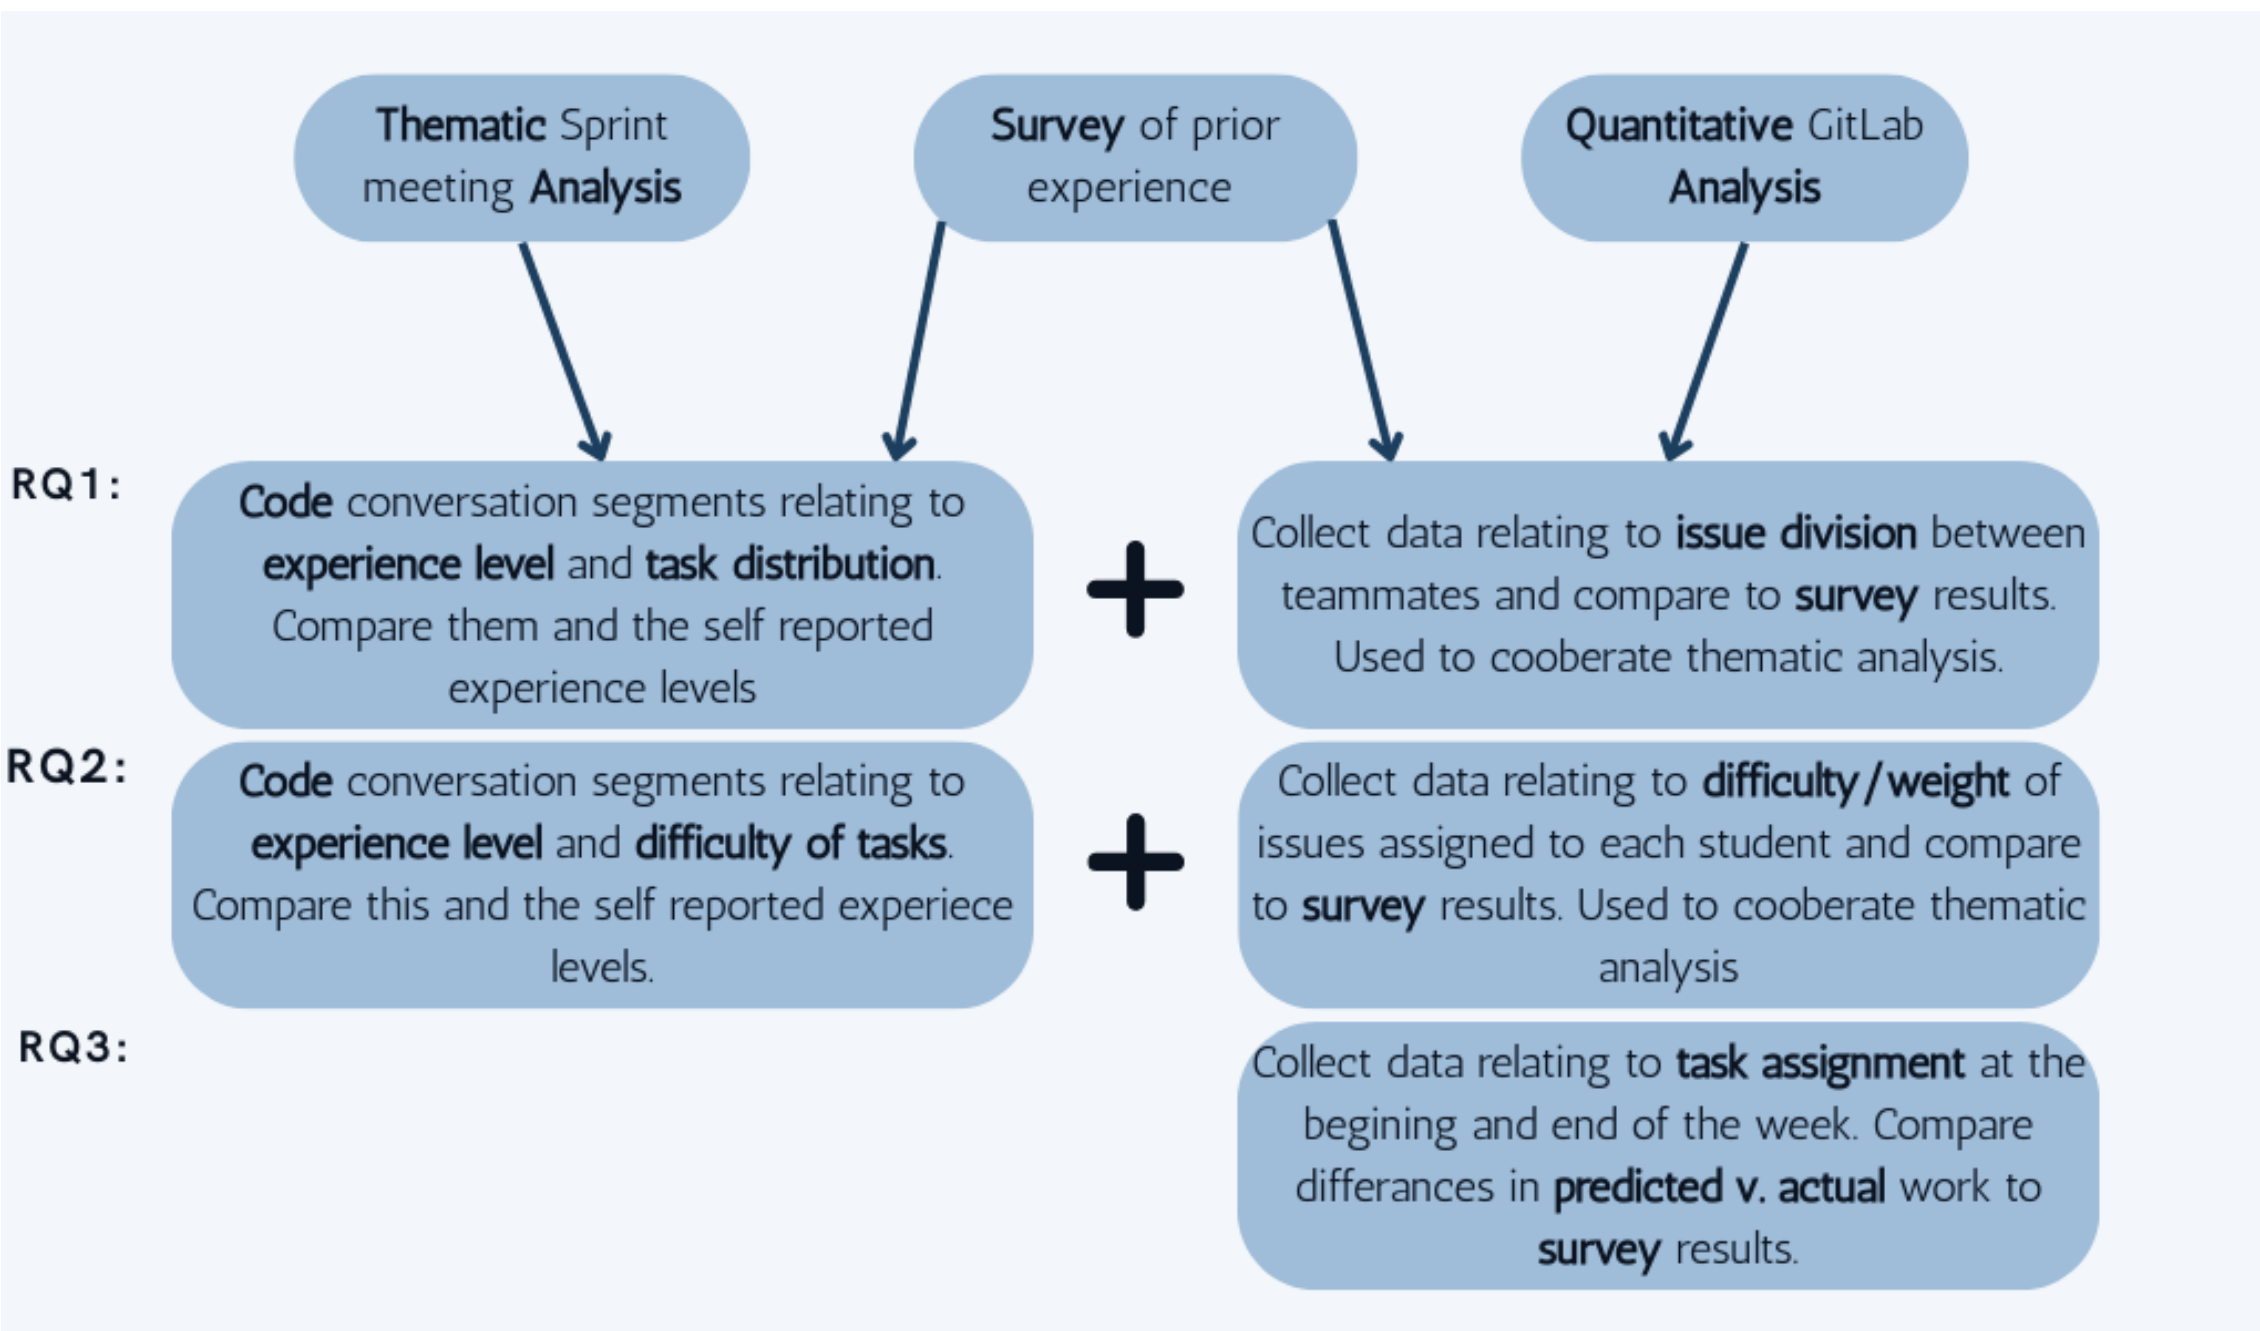 Thematic Sprint
meeting Analysis
Survey of prior
experience
Quantitative GitLab
Analysis
RQ1:
Code conversation segments relating to
experience level and task distribution.
Compare them and the self reported
experience levels
+
Collect data relating to issue division between
teammates and compare to survey results.
Used to cooberate thematic analysis.
RQ2:
Code conversation segments relating to
experience level and difficulty of tasks.
Compare this and the self reported experiece
levels.
+
Collect data relating to difficulty/weight of
issues assigned to each student and compare
to survey results. Used to cooberate thematic
analysis
RQ3:
Collect data relating to task assignment at the
begining and end of the week. Compare
differances in predicted v. actual work to
survey results.